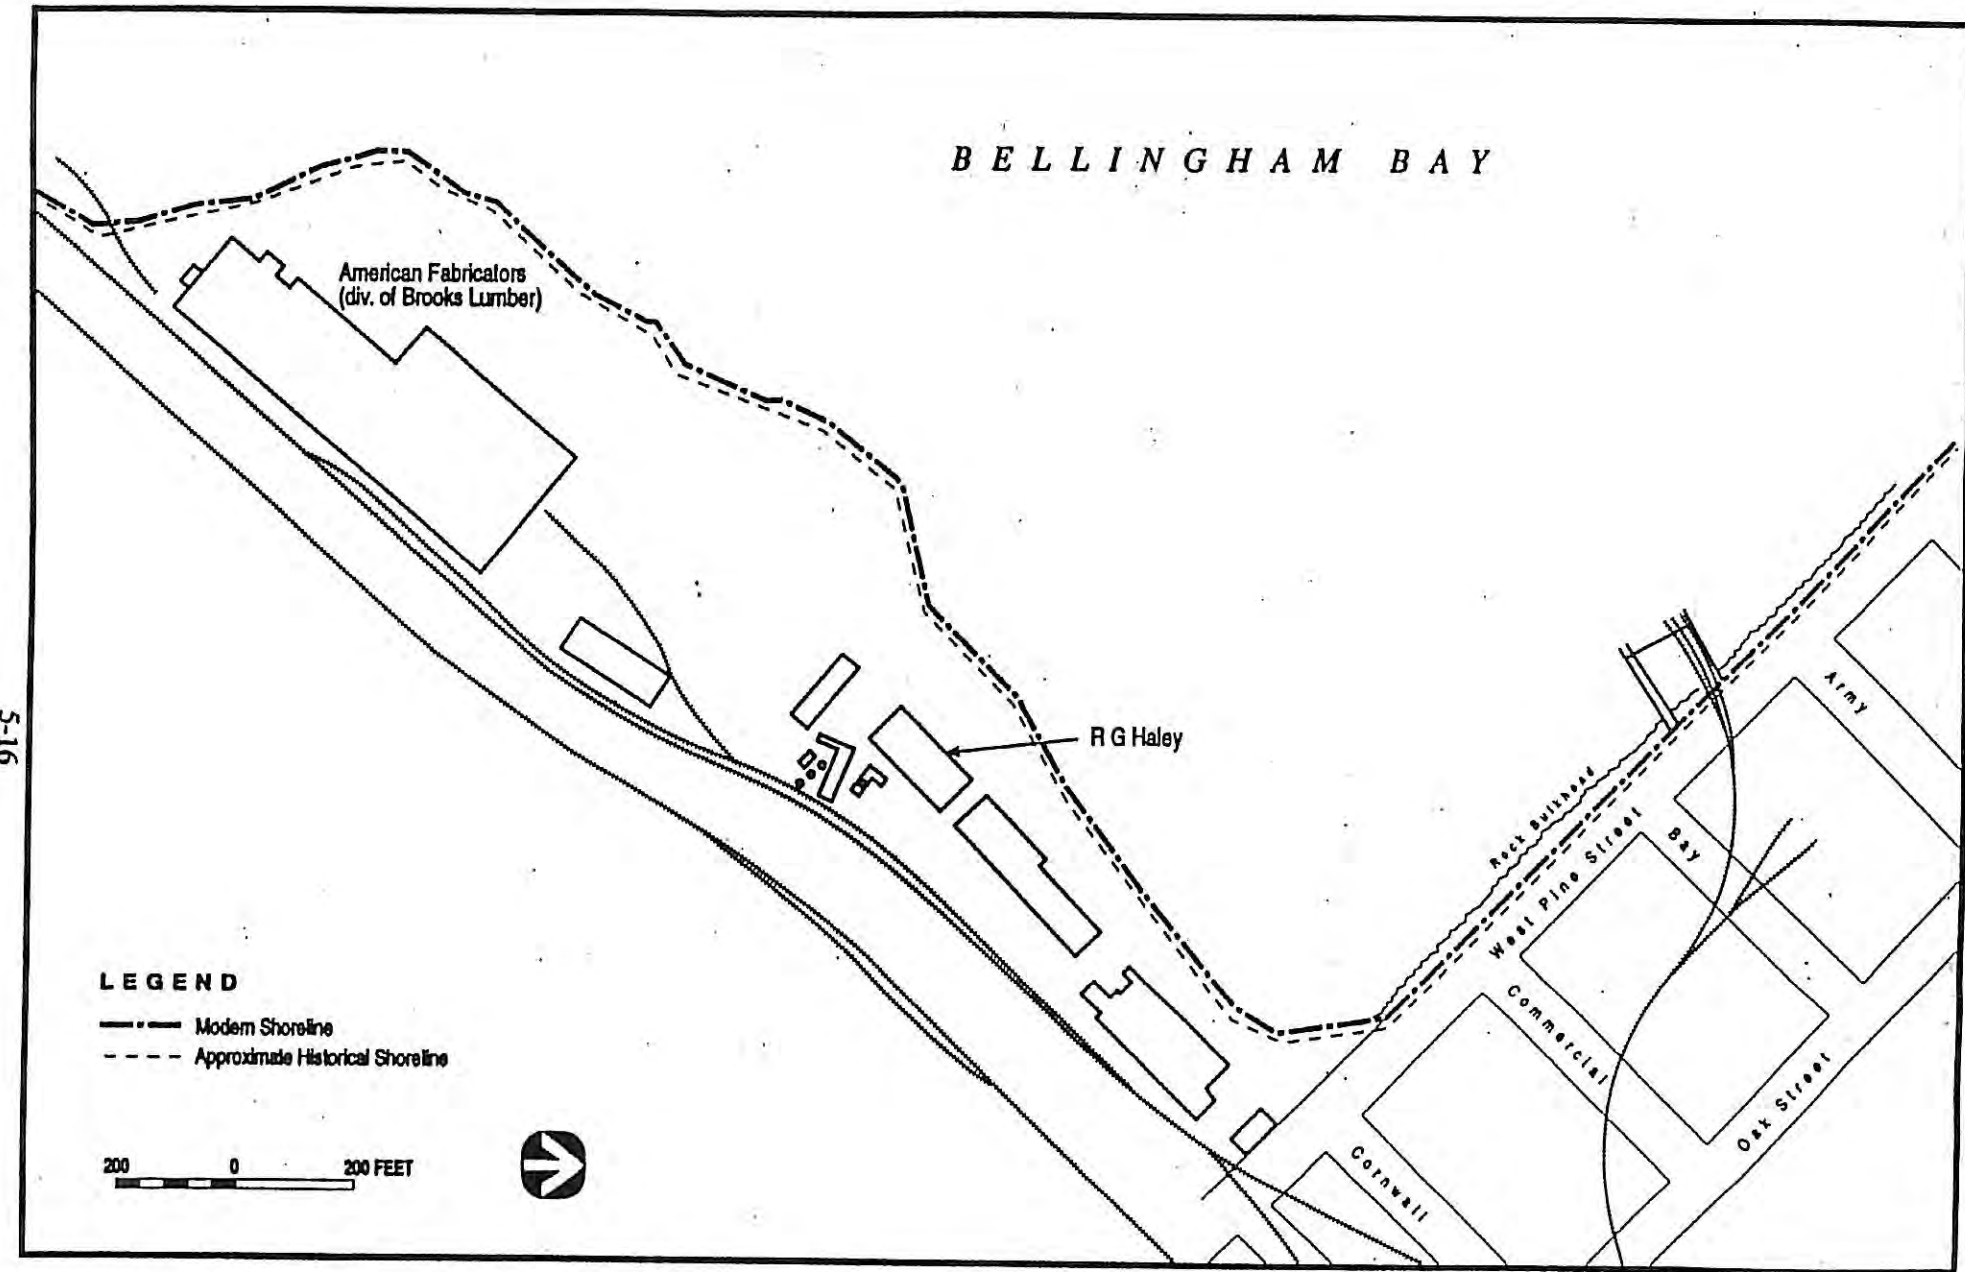 BELLINGHAM BAY
American Fabricators
(div. of Brooks Lumber)
R G Haley
Army
Rock Bulkhead
West Pine Street
Bay
Commercial
Oak Street
Cornwall
LEGEND
Modern Shoreline
Approximate Historical Shoreline
200 0 200 FEET
5-16